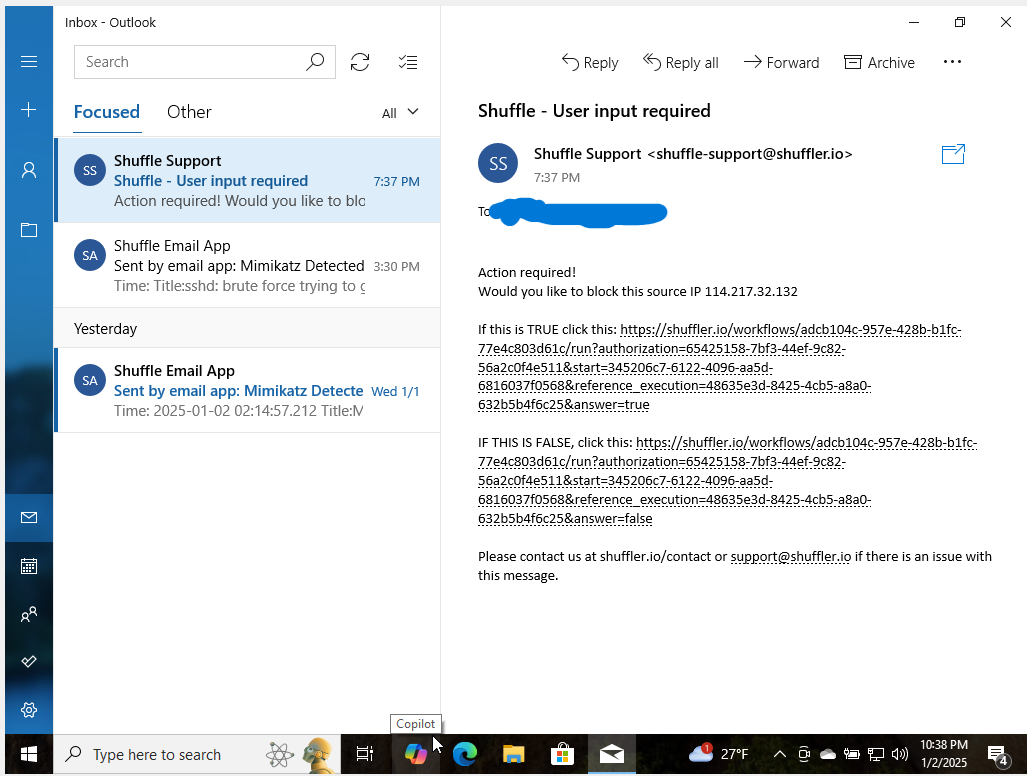 Inbox - Outlook
Search
Reply
Reply all
Forward
Archive
Focused
Other
All
Shuffle - User input required
SS
Shuffle Support
Shuffle - User input required
7:37 PM
Action required! Would you like to blo
SS
Shuffle Support <shuffle-support@shuffler.io>
7:37 PM
To
SA
Shuffle Email App
Sent by email app: Mimikatz Detected
3:30 PM
Time: Title:sshd: brute force trying to g
Yesterday
SA
Shuffle Email App
Sent by email app: Mimikatz Detecte
Wed 1/1
Time: 2025-01-02 02:14:57.212 Title:M
Action required!
Would you like to block this source IP 114.217.32.132
If this is TRUE click this: https://shuffler.io/workflows/adcb104c-957e-428b-b1fc-
77e4c803d61c/run?authorization=65425158-7bf3-44ef-9c82-
56a2c0f4e511&start=345206c7-6122-4096-aa5d-
6816037f0568&reference_execution=48635e3d-8425-4cb5-a8a0-
632b5b4f6c25&answer=true
IF THIS IS FALSE, click this: https://shuffler.io/workflows/adcb104c-957e-428b-b1fc-
77e4c803d61c/run?authorization=65425158-7bf3-44ef-9c82-
56a2c0f4e511&start=345206c7-6122-4096-aa5d-
6816037f0568&reference_execution=48635e3d-8425-4cb5-a8a0-
632b5b4f6c25&answer=false
Please contact us at shuffler.io/contact or support@shuffler.io if there is an issue with
this message.
Copilot
Type here to search
1
27°F
10:38 PM
1/2/2025
4